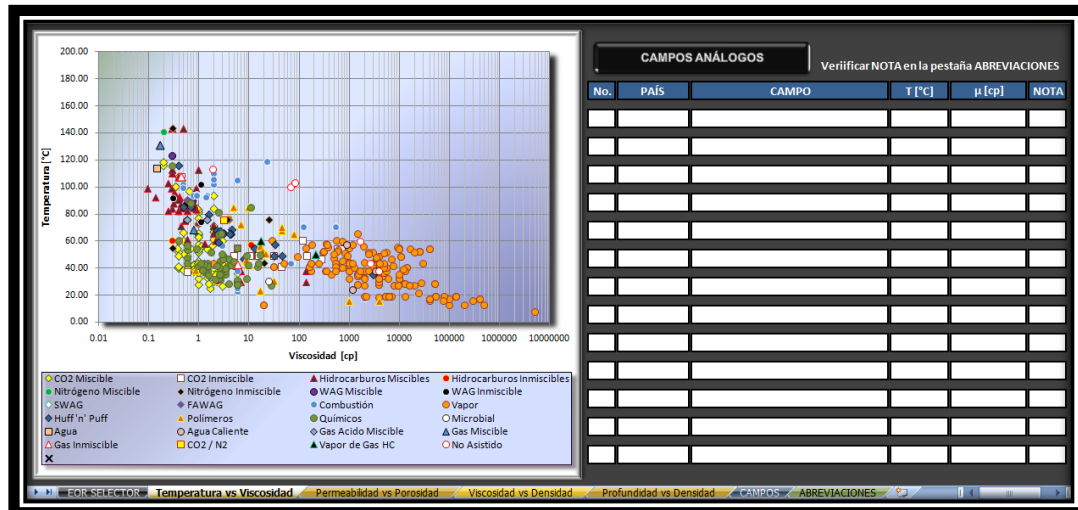 200.00
180.00
160.00
140.00
120.00
100.00
80.00
60.00
40.00
20.00
0.00
Temperatura [°C]
0.01 0.1 1 10 100 1000 10000 100000 1000000 10000000
Viscosidad [cp]
CO2 Miscible CO2 Inmiscible Hidrocarburos Miscibles Hidrocarburos Inmiscibles
Nitrógeno Miscible Nitrógeno Inmiscible WAG Miscible WAG Inmiscible
SWAG FAWAG Combustión Vapor
Huff 'n' Puff Polímeros Químicos Microbial
Agua Agua Caliente Gas Acido Miscible Gas Miscible
Gas Inmiscible CO2 / N2 Vapor de Gas HC No Asistido
CAMPOS ANÁLOGOS
Veriificar NOTA en la pestaña ABREVIACIONES
No. PAÍS CAMPO T [°C] µ [cp] NOTA
EOR SELECTOR Temperatura vs Viscosidad Permeabilidad vs Porosidad Viscosidad vs Densidad Profundidad vs Densidad CAMPOS ABREVIACIONES